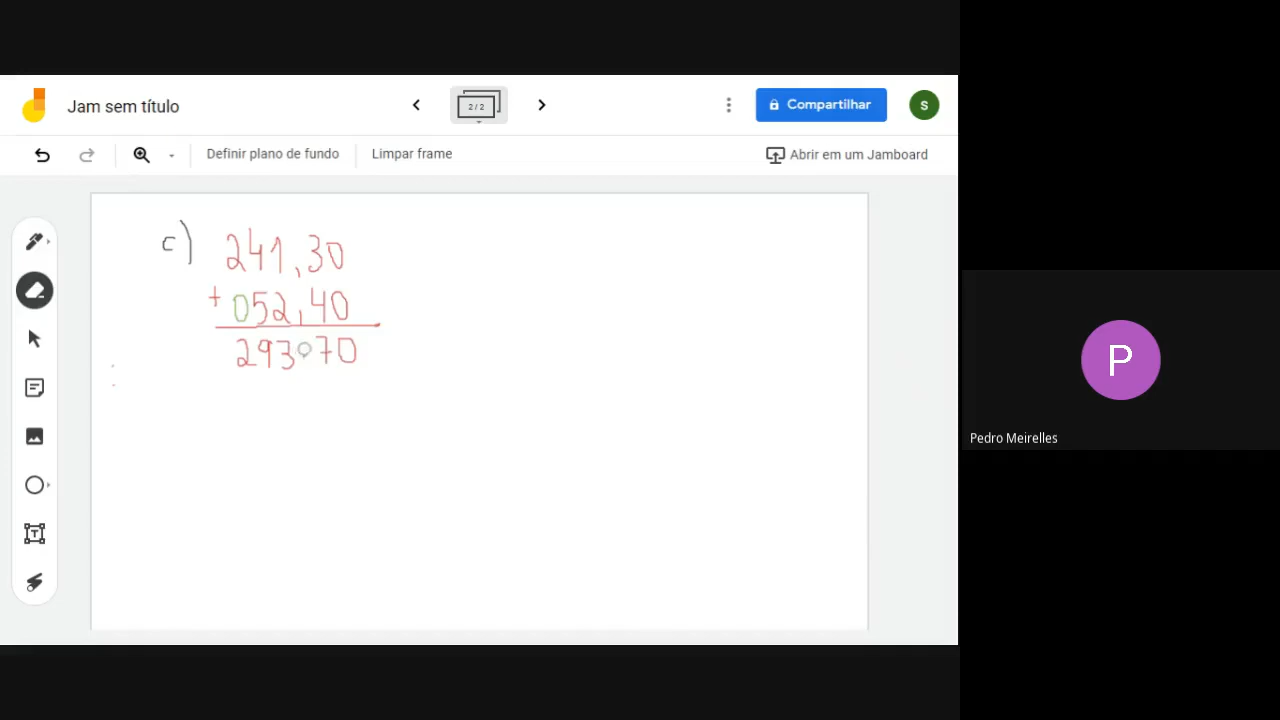 Jam sem título
2 / 2
Compartilhar
S
Definir plano de fundo
Limpar frame
Abrir em um Jamboard
c) 241,30
+ 052,40
293 70
T
P
Pedro Meirelles